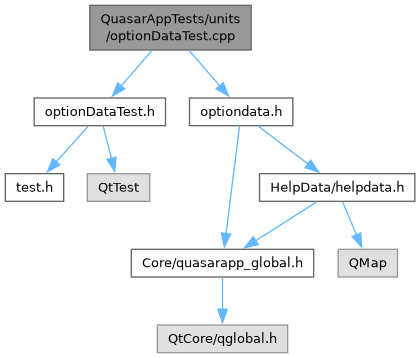 QuasarAppTests/units
/optionDataTest.cpp
optionDataTest.h
optiondata.h
test.h
QtTest
HelpData/helpdata.h
Core/quasarapp_global.h
QMap
QtCore/qglobal.h